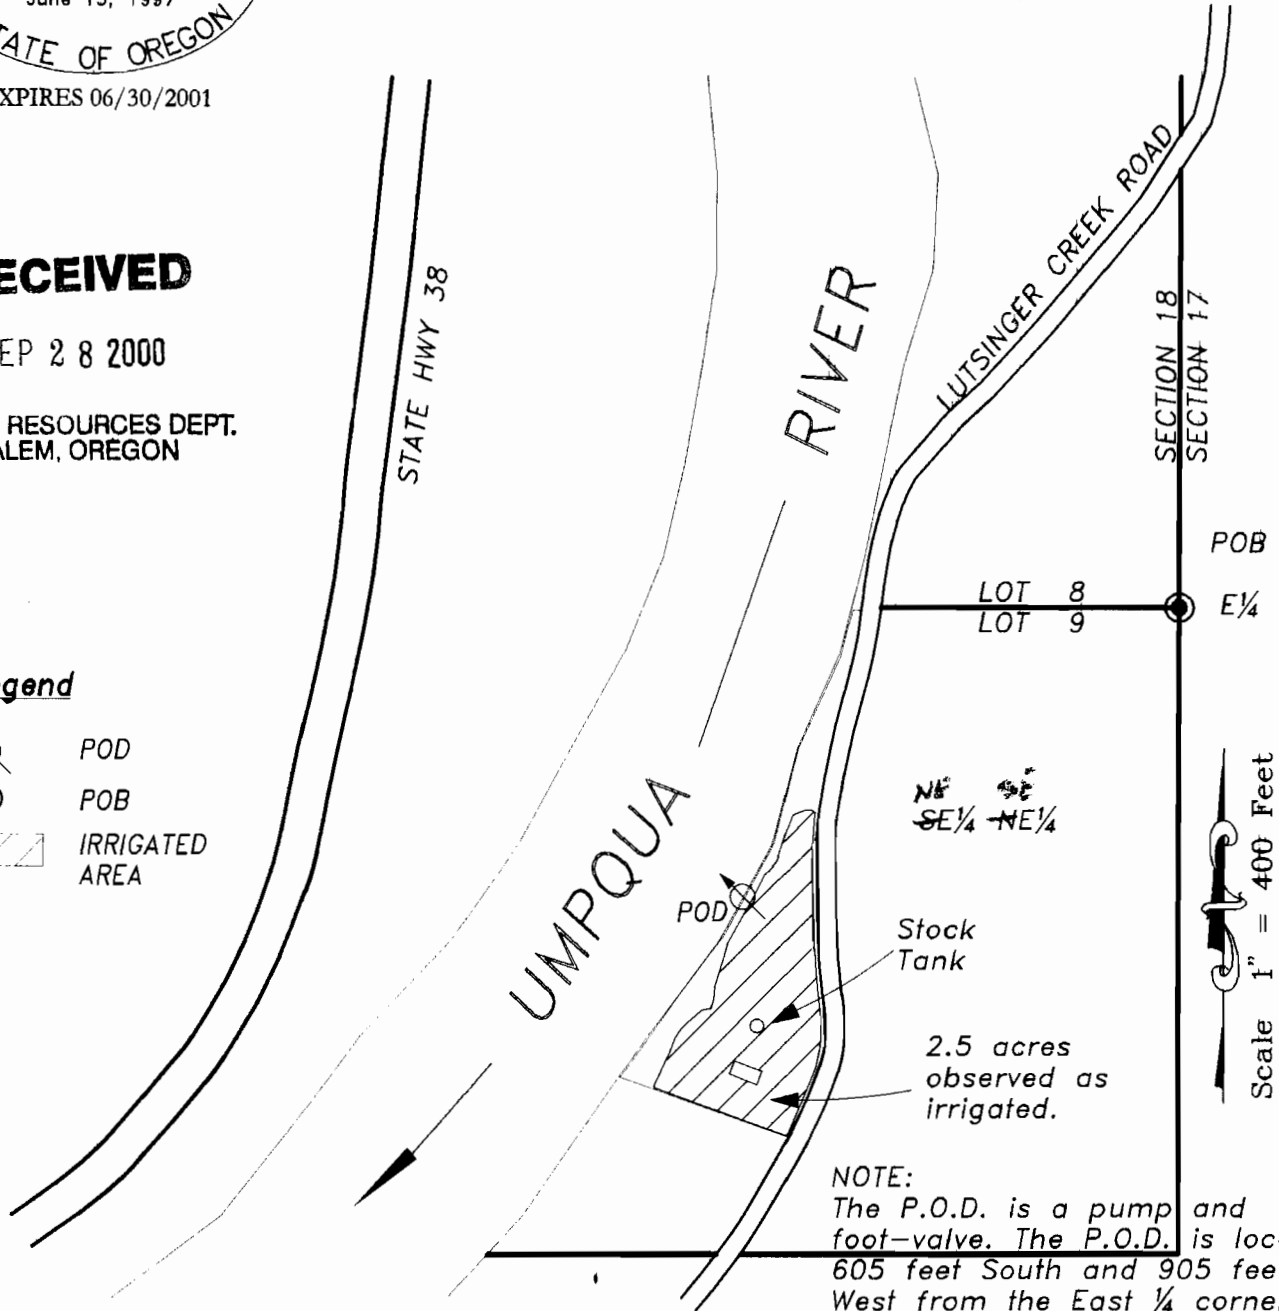 June 13, 1997
STATE OF OREGON
EXPIRES 06/30/2001
RECEIVED
SEP 28 2000
RESOURCES DEPT.
SALEM, OREGON
STATE HWY 38
UMPQUA RIVER
LUTSINGER CREEK ROAD
SECTION 18
SECTION 17
POB
E¼
LOT 8
LOT 9
Legend
POD
POB
IRRIGATED
AREA
NE SE
SE¼ NE¼
POD
Stock
Tank
2.5 acres
observed as
irrigated.
Scale 1" = 400 Feet
NOTE:
The P.O.D. is a pump and
foot-valve. The P.O.D. is loc
605 feet South and 905 fee
West from the East ¼ corne